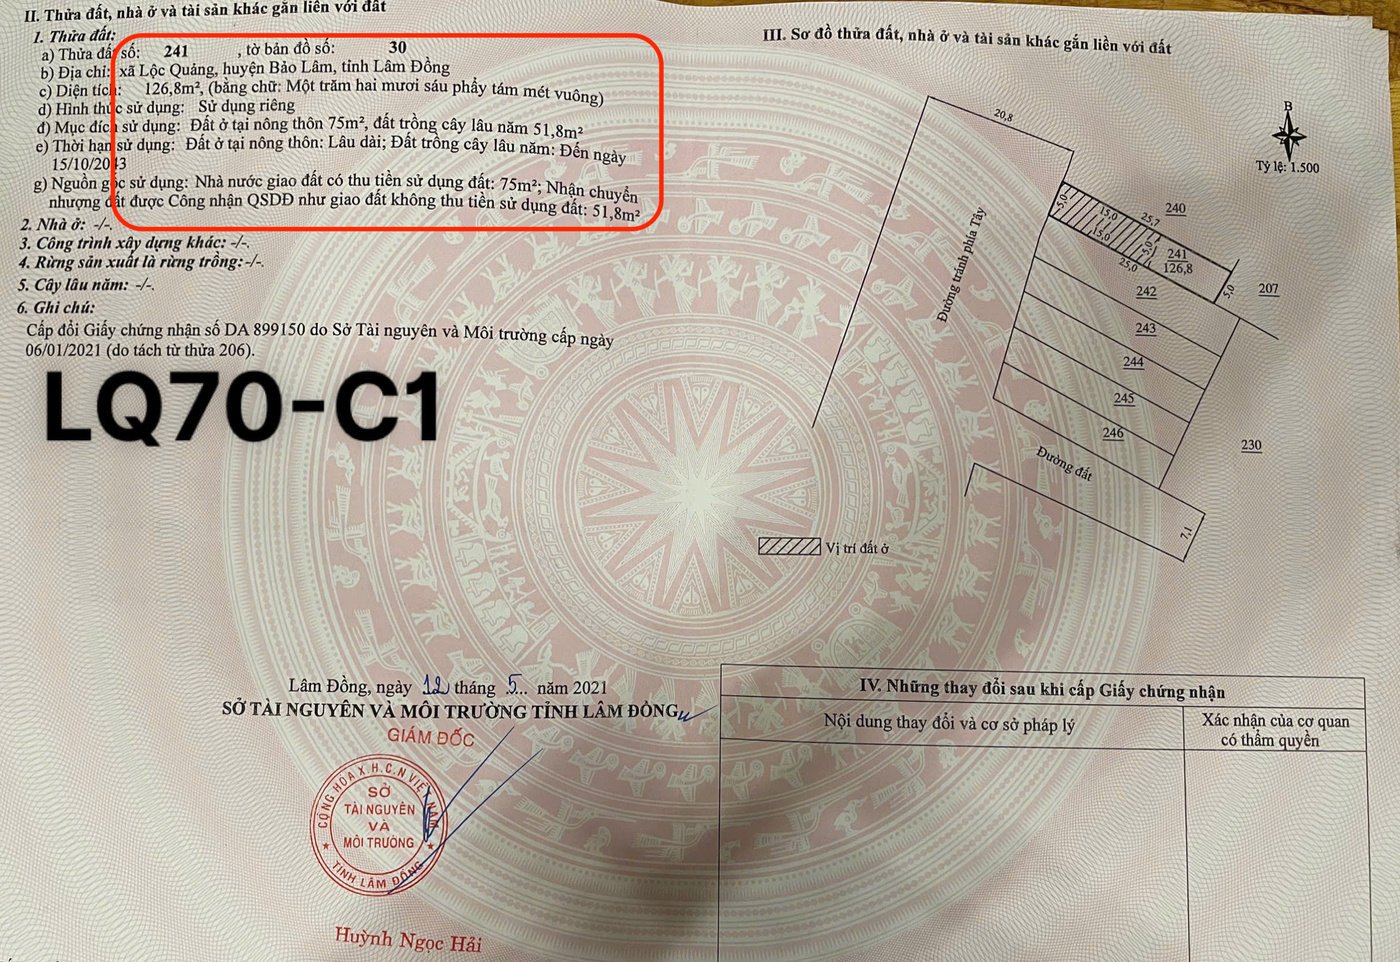 II. Thửa đất, nhà ở và tài sản khác gắn liền với đất
1. Thửa đất:
a) Thửa đất số: 241 , tờ bản đồ số: 30
b) Địa chỉ: xã Lộc Quảng, huyện Bảo Lâm, tỉnh Lâm Đồng
c) Diện tích: 126,8m², (bằng chữ: Một trăm hai mươi sáu phẩy tám mét vuông)
d) Hình thức sử dụng: Sử dụng riêng
đ) Mục đích sử dụng: Đất ở tại nông thôn 75m², đất trồng cây lâu năm 51,8m²
e) Thời hạn sử dụng: Đất ở tại nông thôn: Lâu dài; Đất trồng cây lâu năm: Đến ngày
15/10/2043
g) Nguồn gốc sử dụng: Nhà nước giao đất có thu tiền sử dụng đất: 75m²; Nhận chuyển
nhượng đất được Công nhận QSDĐ như giao đất không thu tiền sử dụng đất: 51,8m²
2. Nhà ở: -/-.
3. Công trình xây dựng khác: -/-.
4. Rừng sản xuất là rừng trồng: -/-.
5. Cây lâu năm: -/-.
6. Ghi chú:
Cấp đổi Giấy chứng nhận số DA 899150 do Sở Tài nguyên và Môi trường cấp ngày
06/01/2021 (do tách từ thửa 206).
LQ70-C1
III. Sơ đồ thửa đất, nhà ở và tài sản khác gắn liền với đất
B
Tỷ lệ: 1.500
20,8
Đường tránh phía Tây
5,0
15,0
25,7
240
15,0
5,0
241
126,8
25,0
5,0
207
242
243
244
245
246
230
Đường đất
7,1
Vị trí đất ở
Lâm Đồng, ngày 12 tháng 5... năm 2021
SỞ TÀI NGUYÊN VÀ MÔI TRƯỜNG TỈNH LÂM ĐỒNG
GIÁM ĐỐC
CỘNG HÒA X.H.C.N VIỆT NAM
SỞ
TÀI NGUYÊN
VÀ
MÔI TRƯỜNG
TỈNH LÂM ĐỒNG
Huỳnh Ngọc Hải
IV. Những thay đổi sau khi cấp Giấy chứng nhận
Nội dung thay đổi và cơ sở pháp lý
Xác nhận của cơ quan
có thẩm quyền